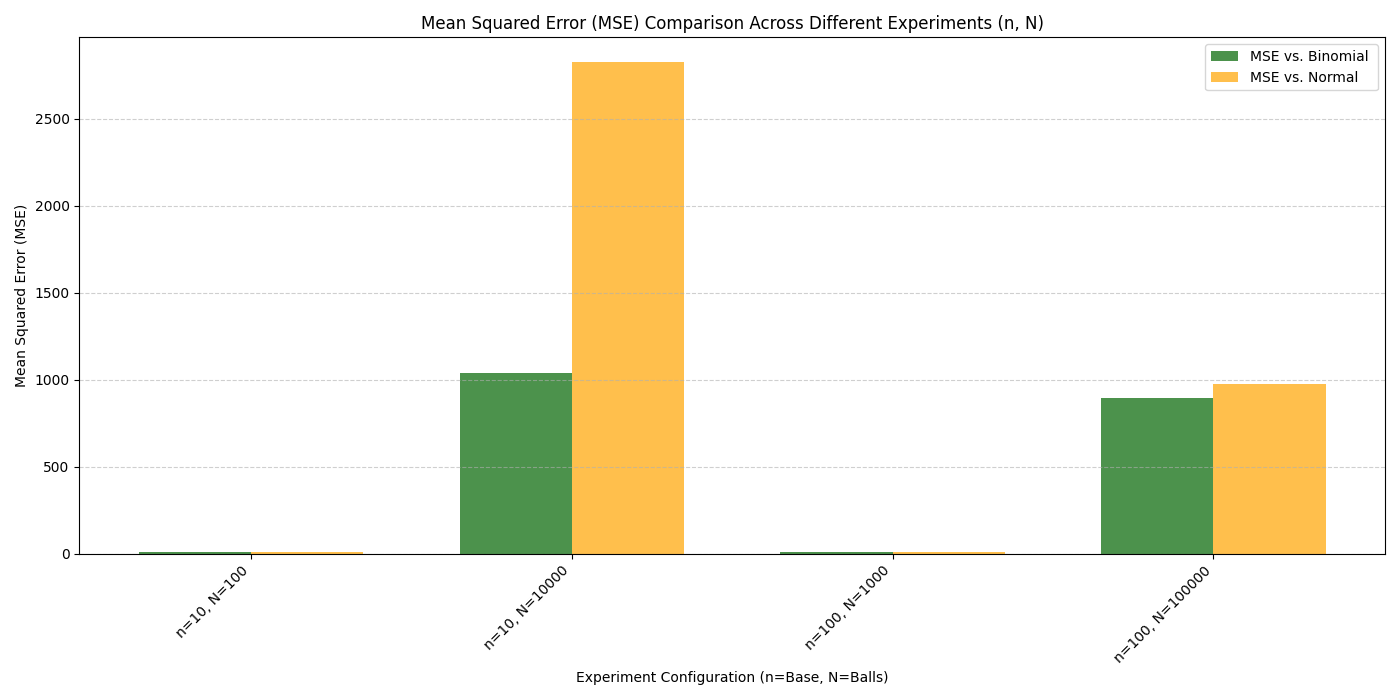 Mean Squared Error (MSE) Comparison Across Different Experiments (n, N)
MSE vs. Binomial
MSE vs. Normal
Mean Squared Error (MSE)
2500
2000
1500
1000
500
0
n=10, N=100
n=10, N=10000
n=100, N=1000
n=100, N=100000
Experiment Configuration (n=Base, N=Balls)